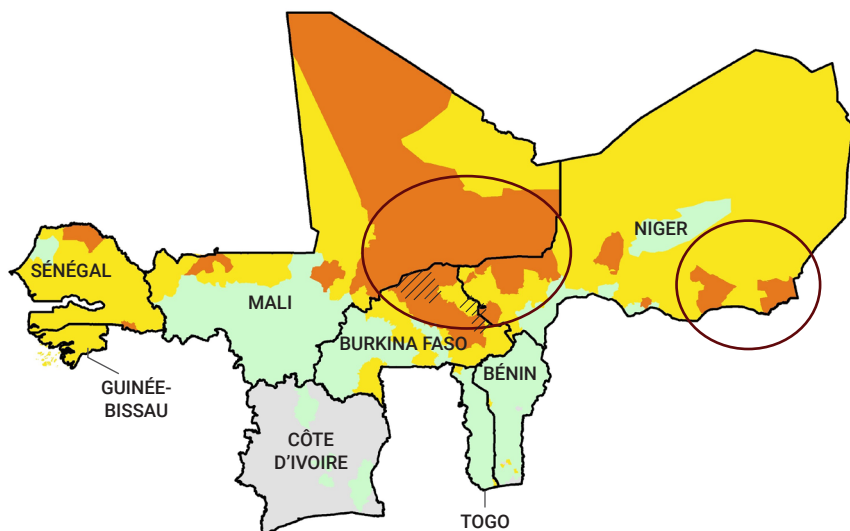 NIGER
SÉNÉGAL
MALI
BURKINA FASO
BÉNIN
GUINÉE-
BISSAU
CÔTE
D'IVOIRE
TOGO